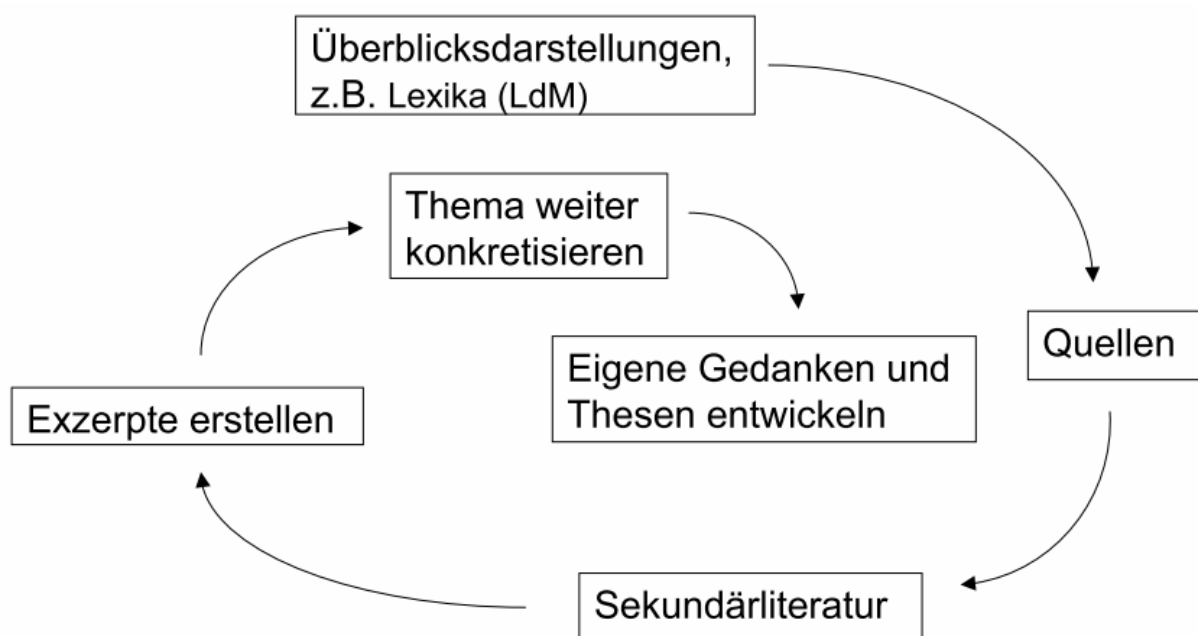 Überblicksdarstellungen,
z.B. Lexika (LdM)
Thema weiter
konkretisieren
Quellen
Eigene Gedanken und
Thesen entwickeln
Exzerpte erstellen
Sekundärliteratur